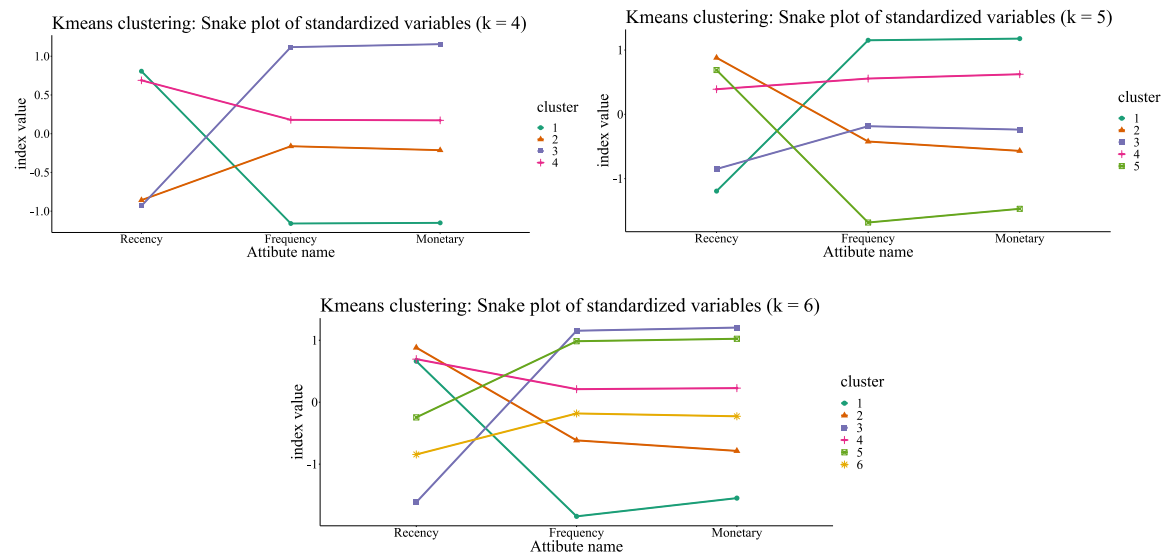 Kmeans clustering: Snake plot of standardized variables (k = 4)
1.0
0.5
0.0
-0.5
-1.0
index value
Recency Frequency Monetary
Attibute name
cluster
1
2
3
4
Kmeans clustering: Snake plot of standardized variables (k = 5)
1
0
-1
index value
Recency Frequency Monetary
Attibute name
cluster
1
2
3
4
5
Kmeans clustering: Snake plot of standardized variables (k = 6)
1
0
-1
index value
Recency Frequency Monetary
Attibute name
cluster
1
2
3
4
5
6